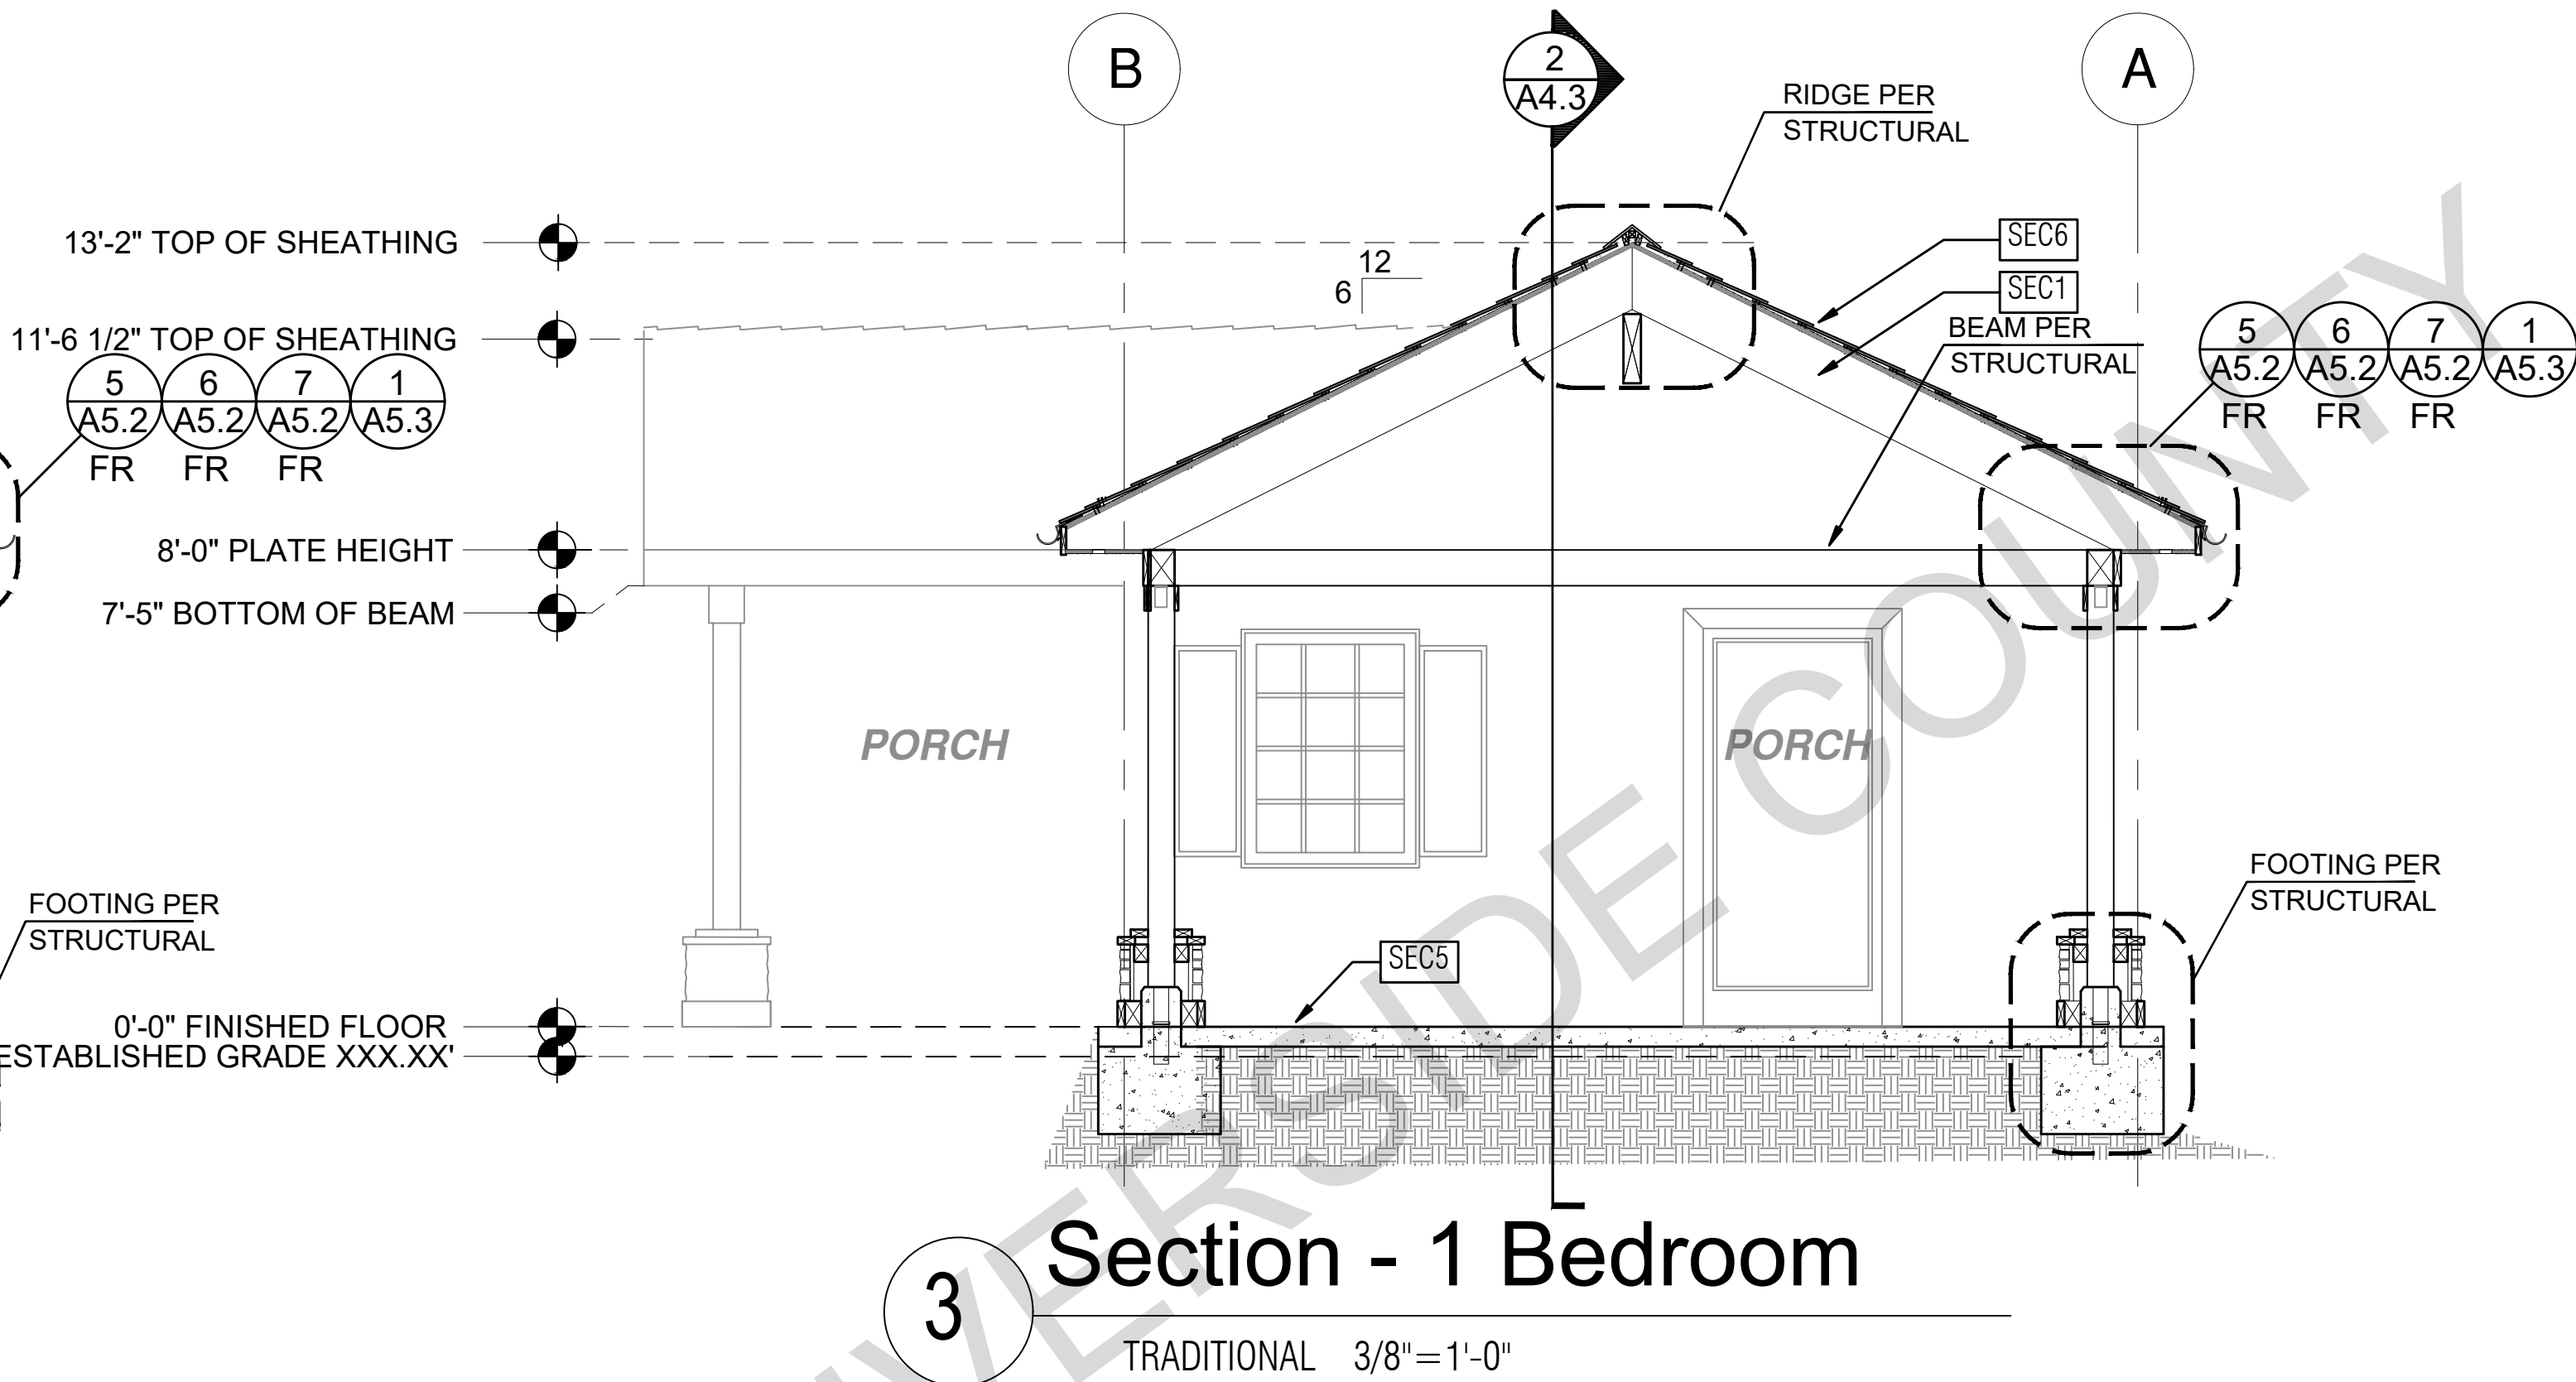 B
2
A4.3
A
RIDGE PER
STRUCTURAL
13'-2" TOP OF SHEATHING
12
6
SEC6
SEC1
11'-6 1/2" TOP OF SHEATHING
BEAM PER
STRUCTURAL
5 6 7 1
A5.2 A5.2 A5.2 A5.3
FR FR FR
5 6 7 1
A5.2 A5.2 A5.2 A5.3
FR FR FR
8'-0" PLATE HEIGHT
7'-5" BOTTOM OF BEAM
PORCH
PORCH
FOOTING PER
STRUCTURAL
FOOTING PER
STRUCTURAL
SEC5
0'-0" FINISHED FLOOR
ESTABLISHED GRADE XXX.XX'
3
Section - 1 Bedroom
TRADITIONAL 3/8"=1'-0"
VERSIDE COUNTY